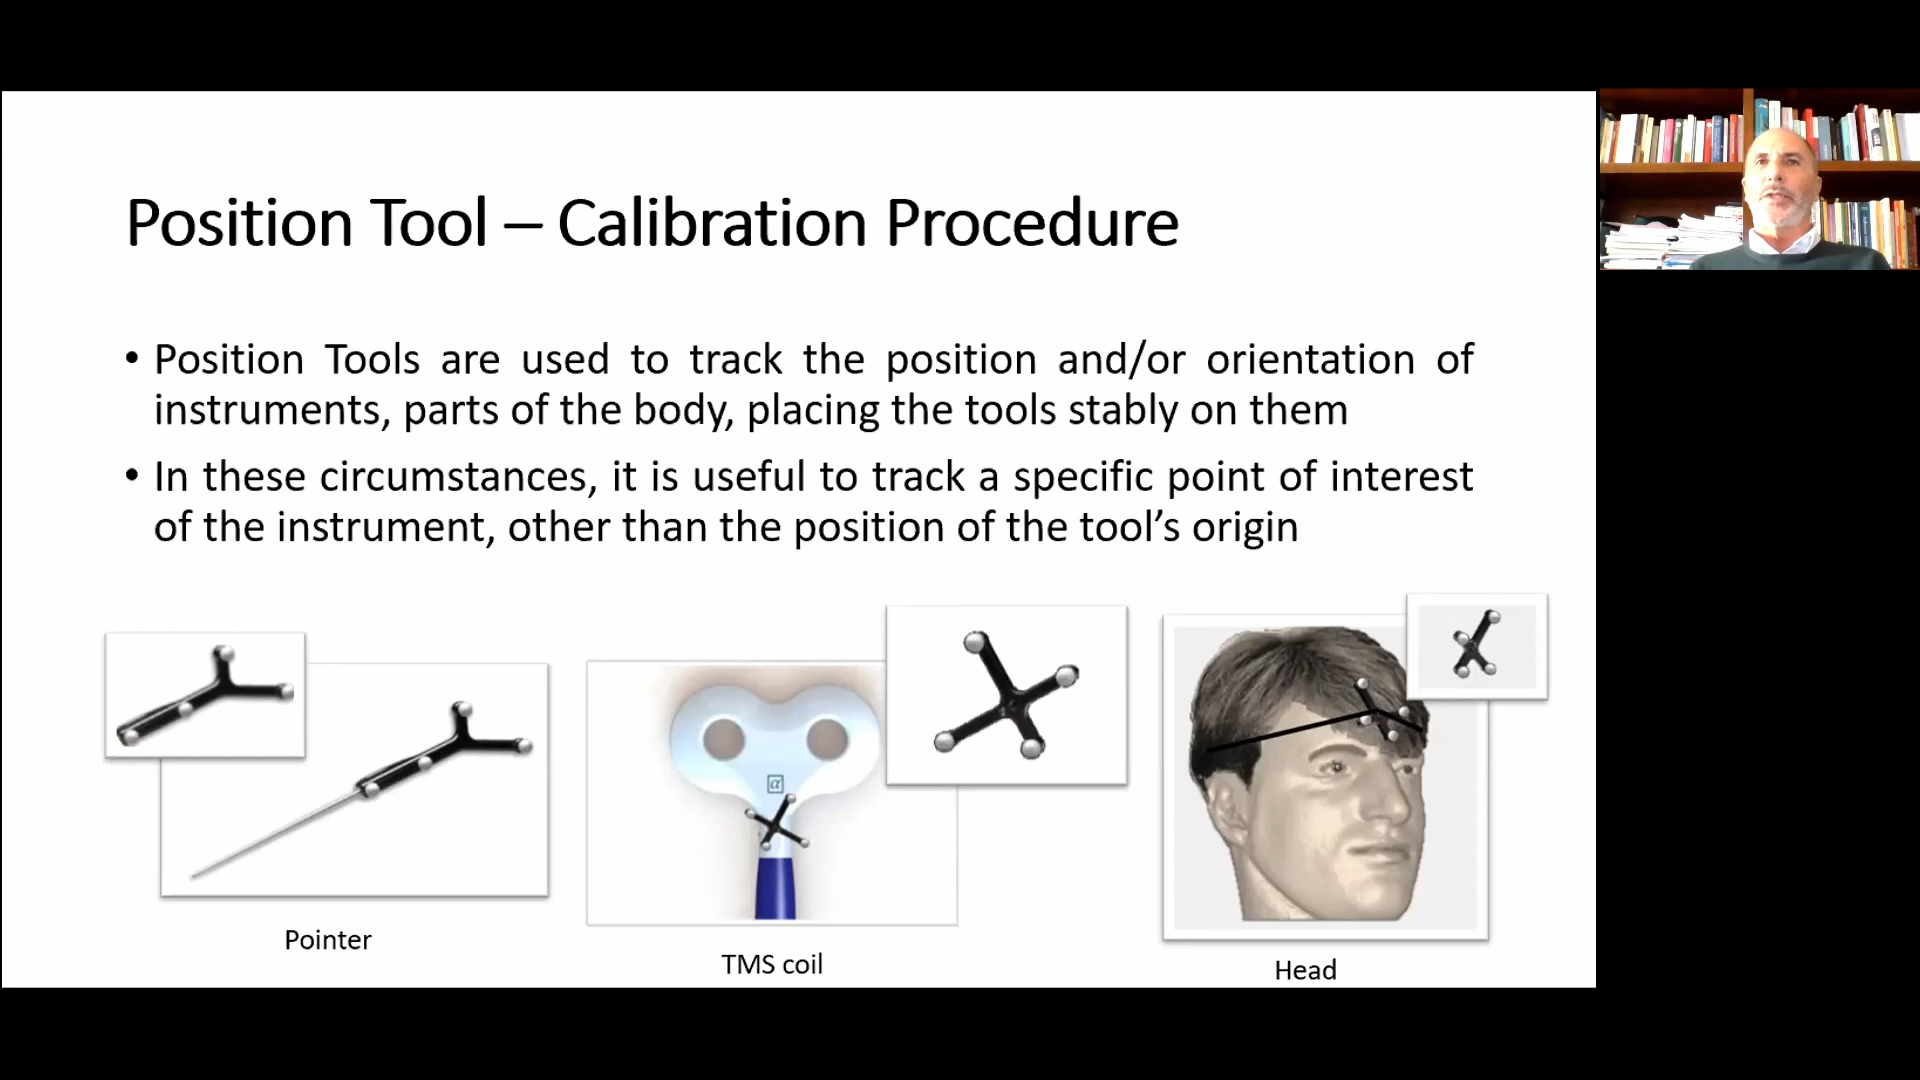 Position Tool – Calibration Procedure
• Position Tools are used to track the position and/or orientation of
instruments, parts of the body, placing the tools stably on them
• In these circumstances, it is useful to track a specific point of interest
of the instrument, other than the position of the tool’s origin
α
Pointer
TMS coil
Head